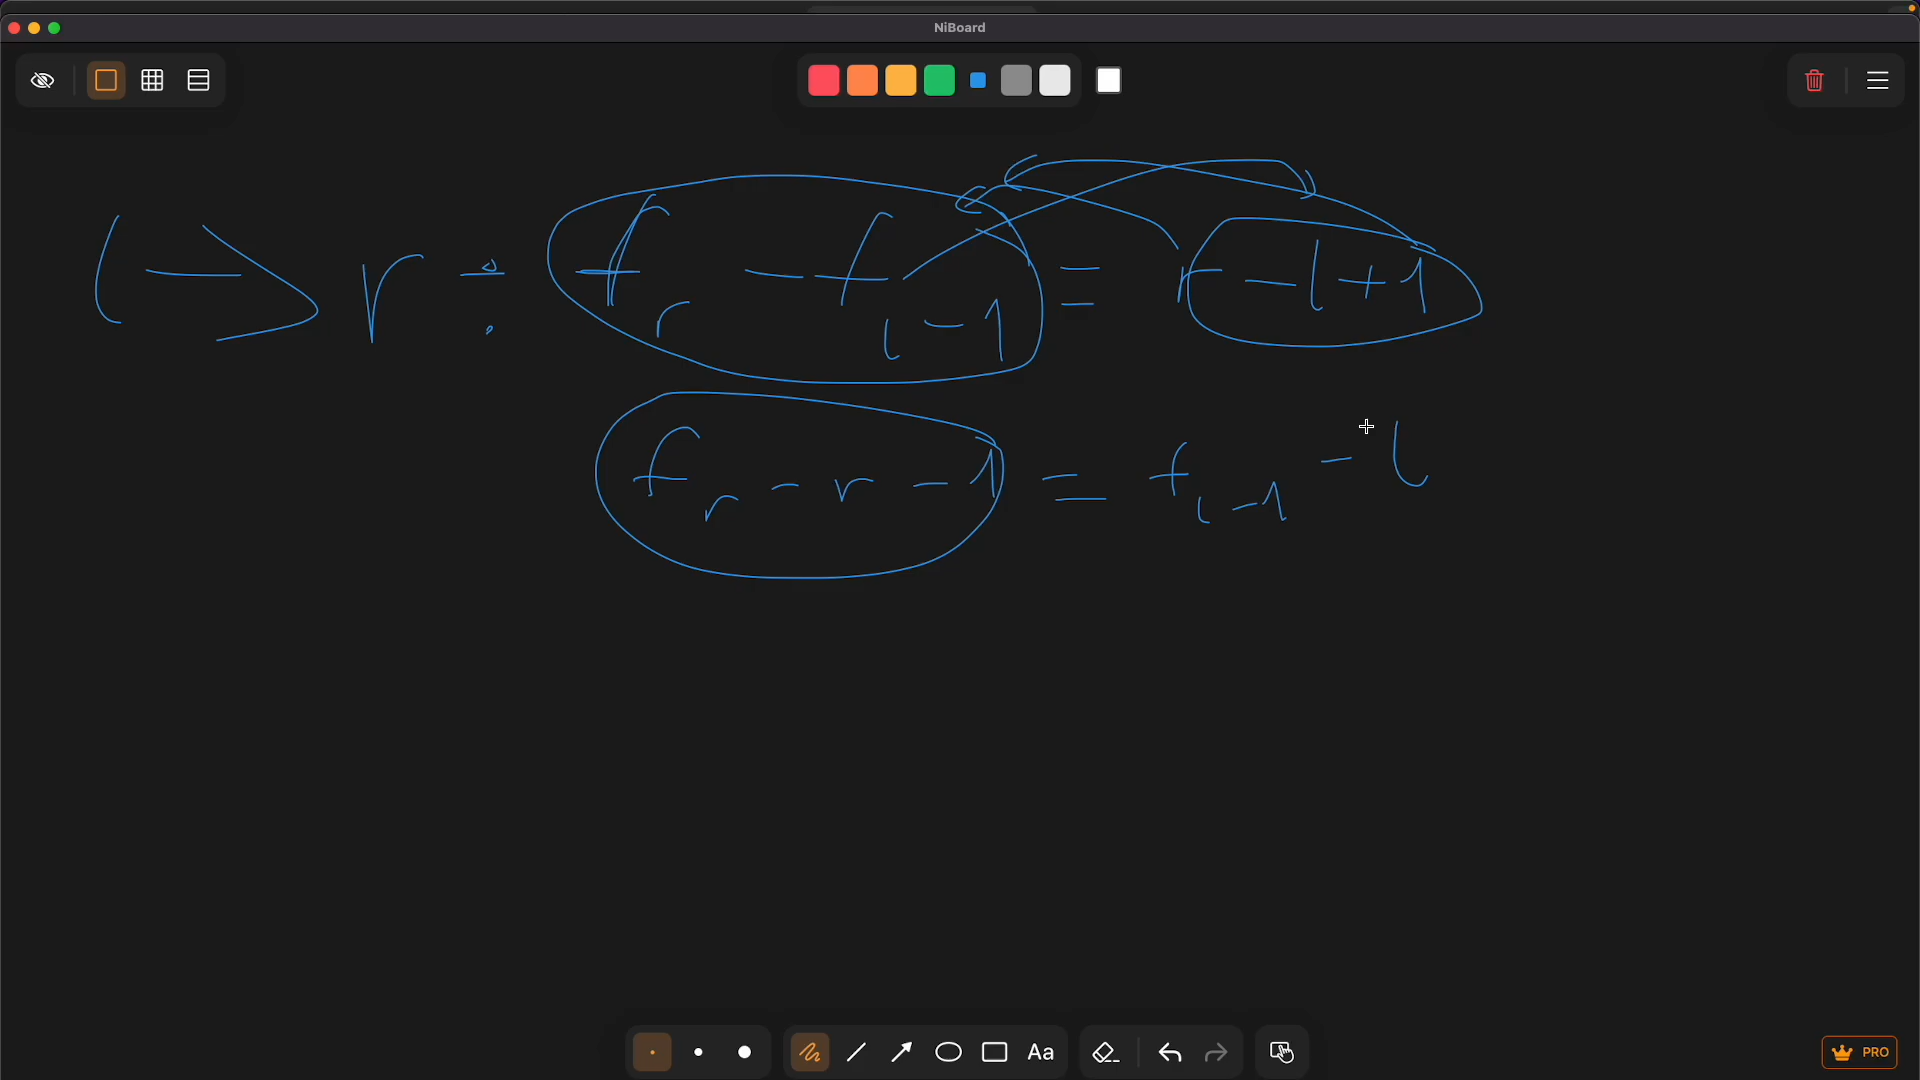 NiBoard
l -> r : f_r - f_{l-1} = r - l + 1
f_r - r - 1 = f_{l-1} - l
Aa
PRO